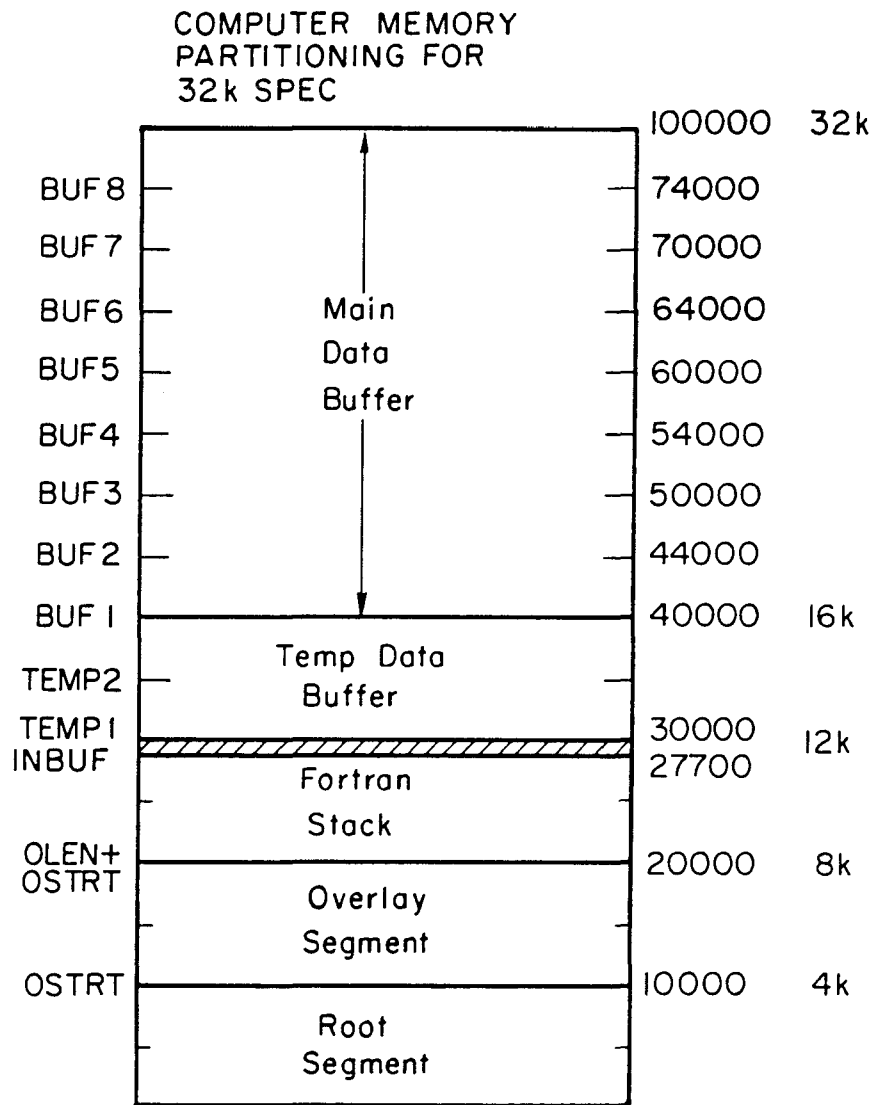 COMPUTER MEMORY
PARTITIONING FOR
32k SPEC
100000 32k
BUF8 74000
BUF7 70000
BUF6 Main 64000
Data
BUF5 60000
Buffer
BUF4 54000
BUF3 50000
BUF2 44000
BUF1 40000 16k
Temp Data
TEMP2 Buffer
TEMP1 30000 12k
INBUF 27700
Fortran
Stack
OLEN+
OSTRT 20000 8k
Overlay
Segment
OSTRT 10000 4k
Root
Segment